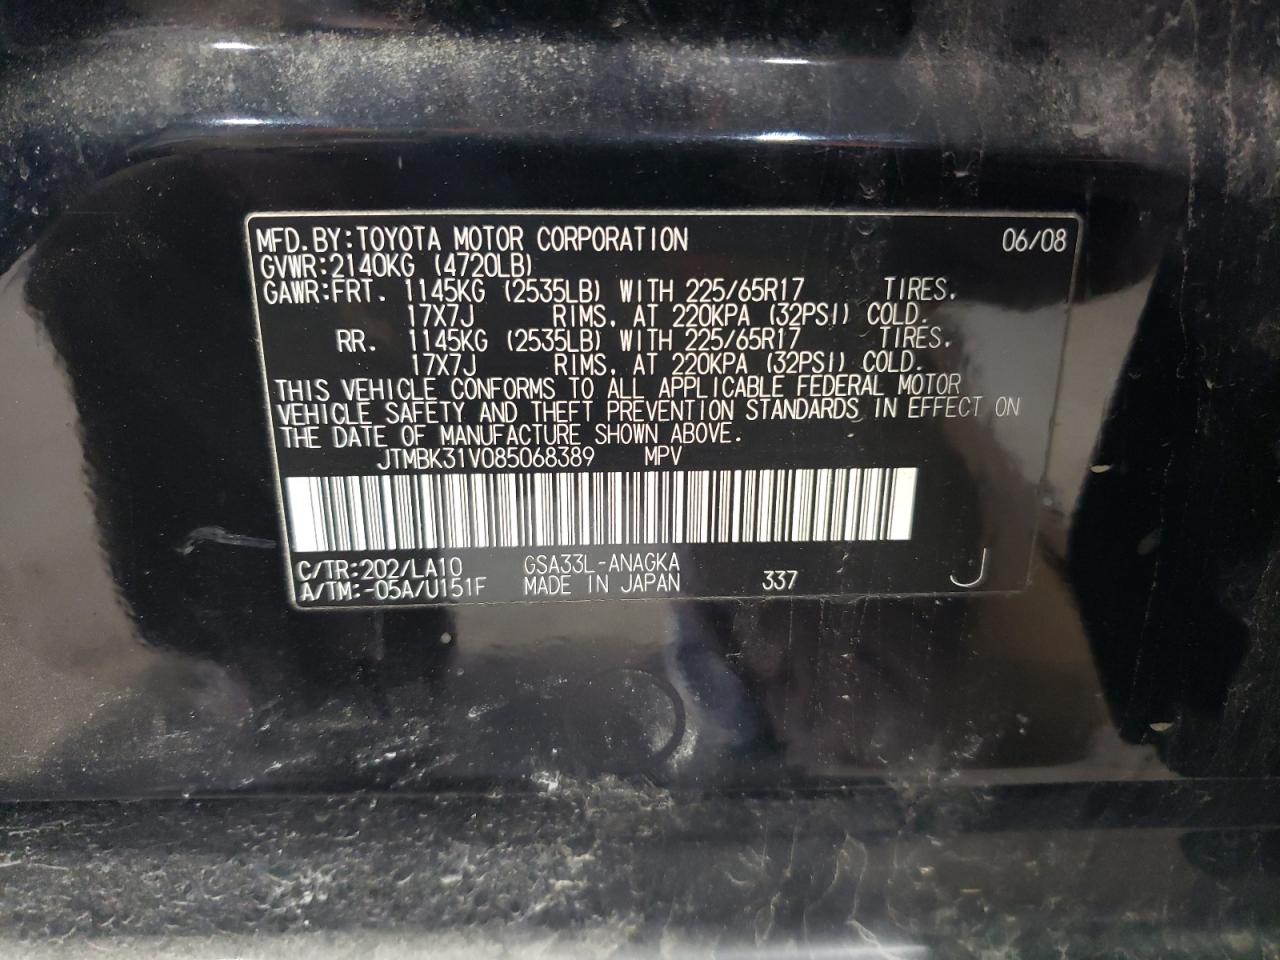 MFD.BY:TOYOTA MOTOR CORPORATION 06/08
GVWR:2140KG (4720LB)
GAWR:FRT. 1145KG (2535LB) WITH 225/65R17 TIRES,
17X7J RIMS, AT 220KPA (32PSI) COLD.
RR. 1145KG (2535LB) WITH 225/65R17 TIRES,
17X7J RIMS, AT 220KPA (32PSI) COLD.
THIS VEHICLE CONFORMS TO ALL APPLICABLE FEDERAL MOTOR
VEHICLE SAFETY AND THEFT PREVENTION STANDARDS IN EFFECT ON
THE DATE OF MANUFACTURE SHOWN ABOVE.
JTMBK31V085068389 MPV
C/TR:202/LA10 GSA33L-ANAGKA
A/TM:-05A/U151F MADE IN JAPAN 337 J